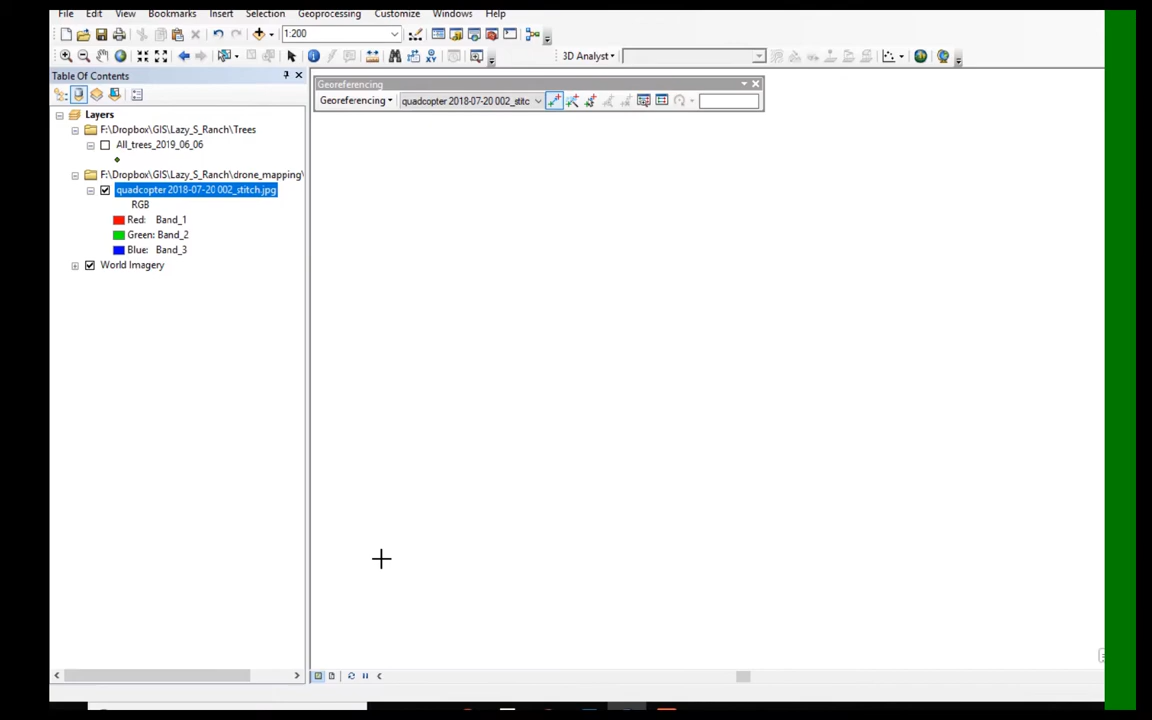 File Edit View Bookmarks Insert Selection Geoprocessing Customize Windows Help
1:200
3D Analyst
Table Of Contents
Georeferencing
Georeferencing quadcopter 2018-07-20 002_stitc
Layers
F:\Dropbox\GIS\Lazy_S_Ranch\Trees
All_trees_2019_06_06
F:\Dropbox\GIS\Lazy_S_Ranch\drone_mapping\
quadcopter 2018-07-20 002_stitch.jpg
RGB
Red: Band_1
Green: Band_2
Blue: Band_3
World Imagery